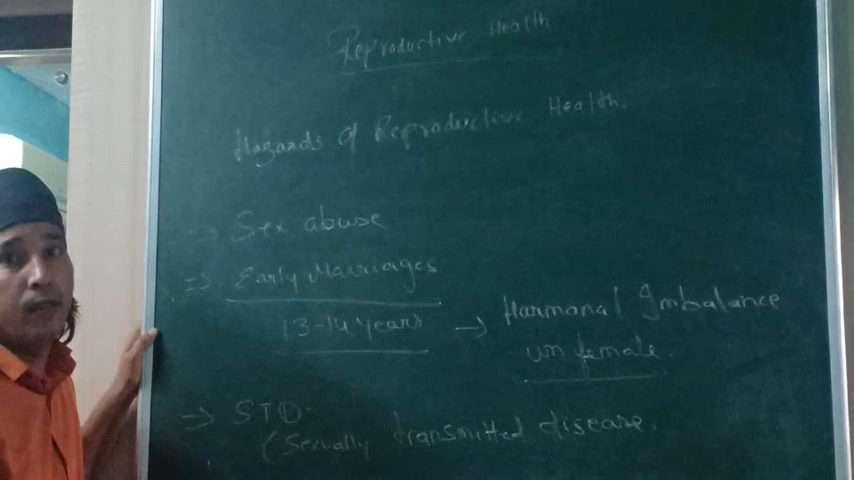 Reproductive Health
Hazards of Reproductive Health.
→ Sex abuse
⇒ Early Marriages
13-14 years → Harmonal Imbalance
in female.
⇒ STD.
(Sexually transmitted disease.